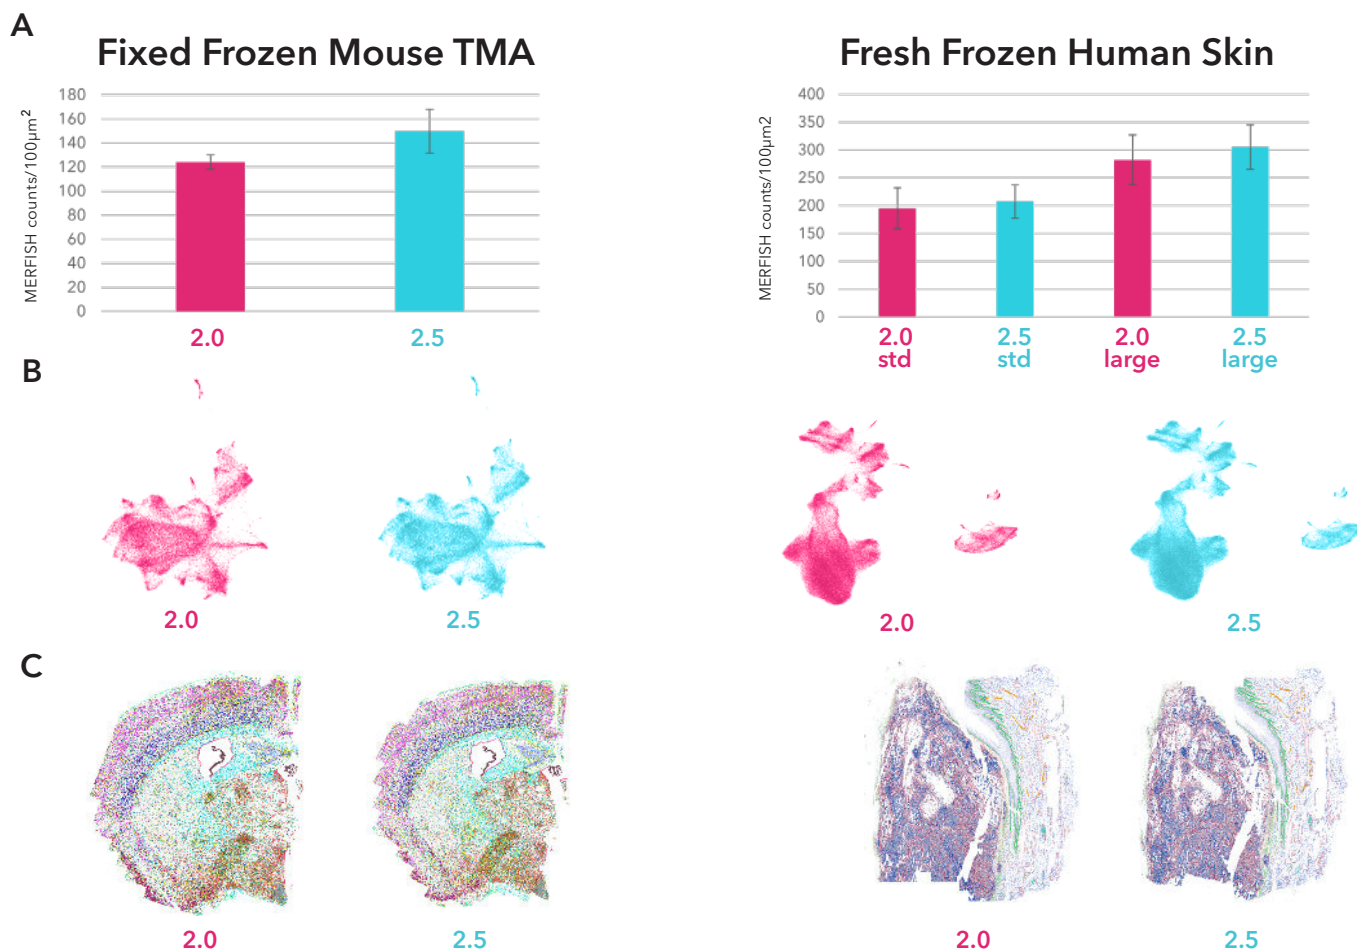 A
Fixed Frozen Mouse TMA
MERFISH counts/100µm²
180
160
140
120
100
80
60
40
20
0
2.0
2.5
Fresh Frozen Human Skin
MERFISH counts/100µm2
400
350
300
250
200
150
100
50
0
2.0 std
2.5 std
2.0 large
2.5 large
B
2.0
2.5
2.0
2.5
C
2.0
2.5
2.0
2.5